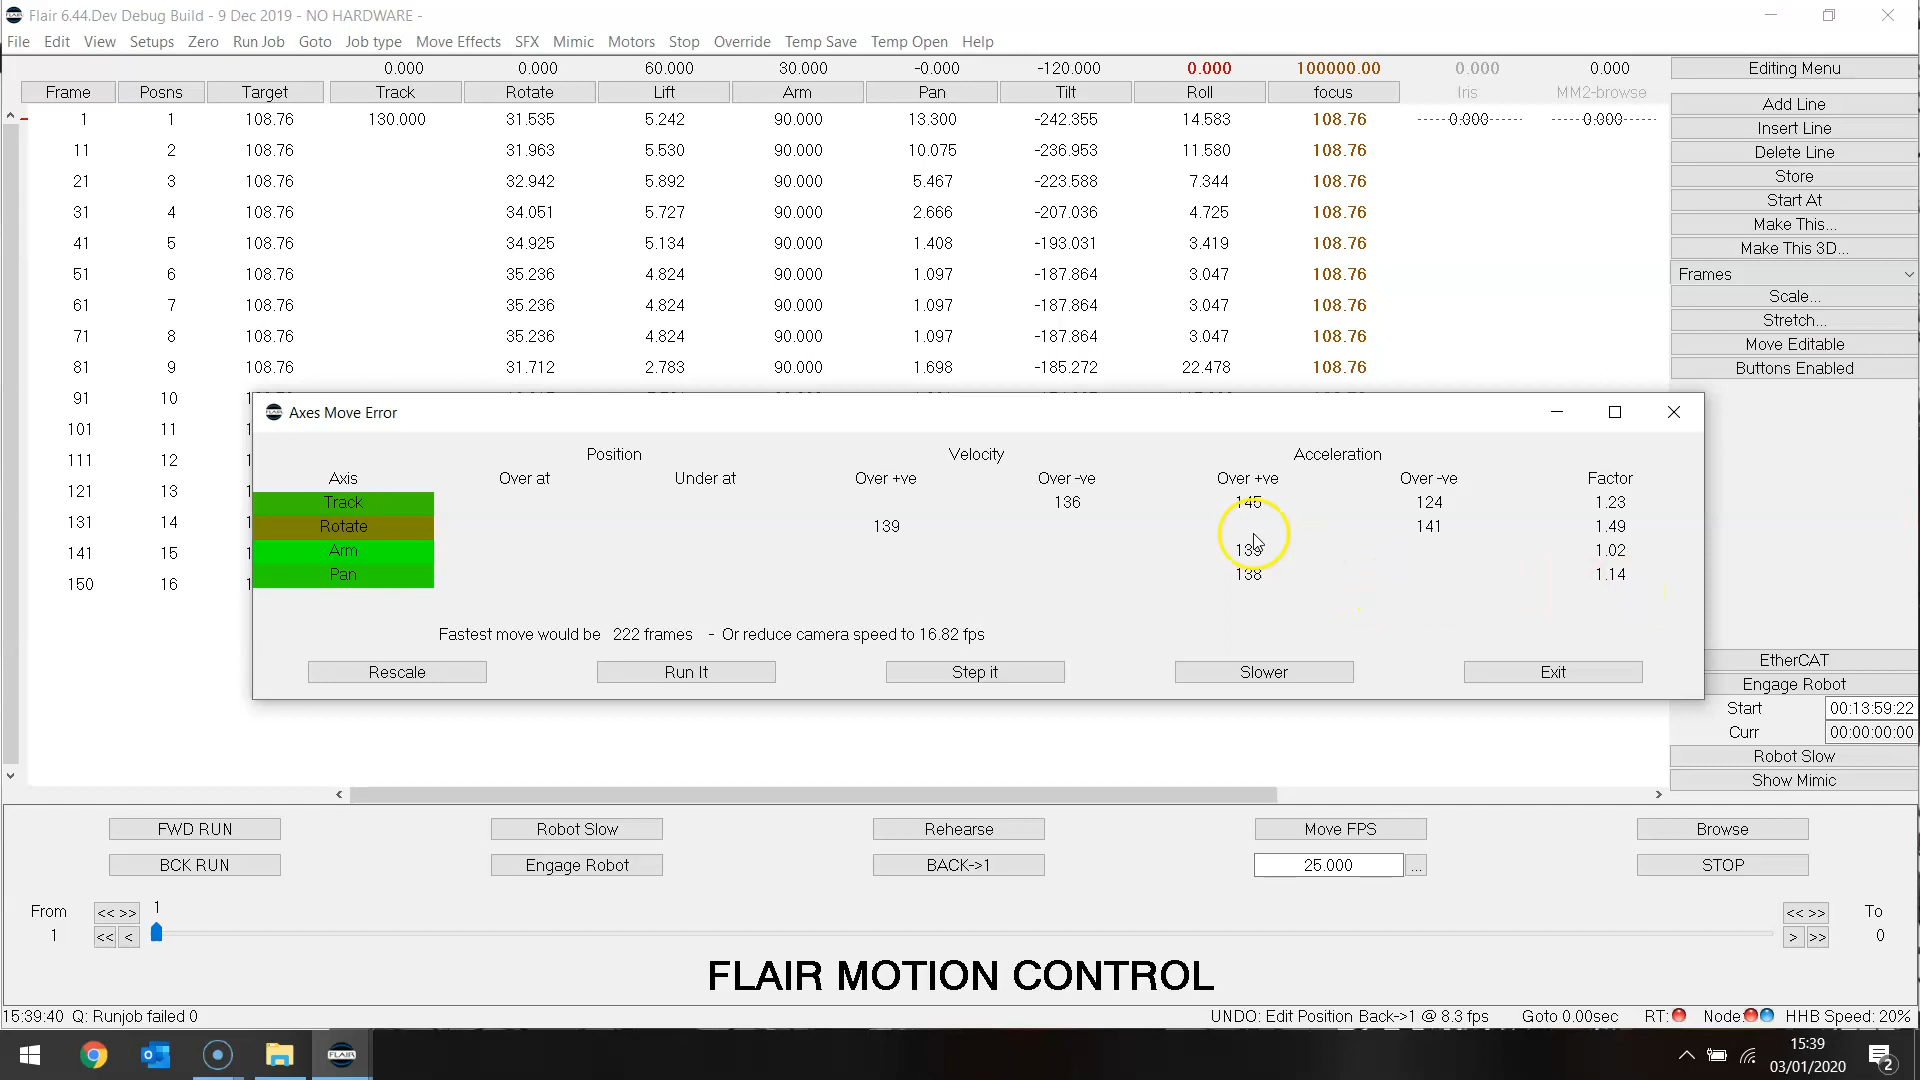 Flair 6.44.Dev Debug Build - 9 Dec 2019 - NO HARDWARE -
File Edit View Setups Zero Run Job Goto Job type Move Effects SFX Mimic Motors Stop Override Temp Save Temp Open Help
0.000 0.000 60.000 30.000 -0.000 -120.000 0.000 100000.00 0.000 0.000 Editing Menu
Frame Posns Target Track Rotate Lift Arm Pan Tilt Roll focus Iris MM2-browse
1 1 108.76 130.000 31.535 5.242 90.000 13.300 -242.355 14.583 108.76 0.000 0.000
11 2 108.76 31.963 5.530 90.000 10.075 -236.953 11.580 108.76
21 3 108.76 32.942 5.892 90.000 5.467 -223.588 7.344 108.76
31 4 108.76 34.051 5.727 90.000 2.666 -207.036 4.725 108.76
41 5 108.76 34.925 5.134 90.000 1.408 -193.031 3.419 108.76
51 6 108.76 35.236 4.824 90.000 1.097 -187.864 3.047 108.76
61 7 108.76 35.236 4.824 90.000 1.097 -187.864 3.047 108.76
71 8 108.76 35.236 4.824 90.000 1.097 -187.864 3.047 108.76
81 9 108.76 31.712 2.783 90.000 1.698 -185.272 22.478 108.76
91 10
101 11
111 12
121 13
131 14
141 15
150 16
Add Line
Insert Line
Delete Line
Store
Start At
Make This...
Make This 3D...
Frames
Scale...
Stretch...
Move Editable
Buttons Enabled
Axes Move Error
Position Velocity Acceleration
Axis Over at Under at Over +ve Over -ve Over +ve Over -ve Factor
Track 136 145 124 1.23
Rotate 139 141 1.49
Arm 1.02
Pan 138 1.14
Fastest move would be 222 frames - Or reduce camera speed to 16.82 fps
Rescale Run It Step it Slower Exit
EtherCAT
Engage Robot
Start 00:13:59:22
Curr 00:00:00:00
Robot Slow
Show Mimic
FWD RUN Robot Slow Rehearse Move FPS Browse
BCK RUN Engage Robot BACK->1 25.000 ... STOP
From << >> 1 << >> To
1 << < > >> 0
FLAIR MOTION CONTROL
15:39:40 Q: Runjob failed 0 UNDO: Edit Position Back->1 @ 8.3 fps Goto 0.00sec RT: Node: HHB Speed: 20%
FLAIR
15:39
03/01/2020
2